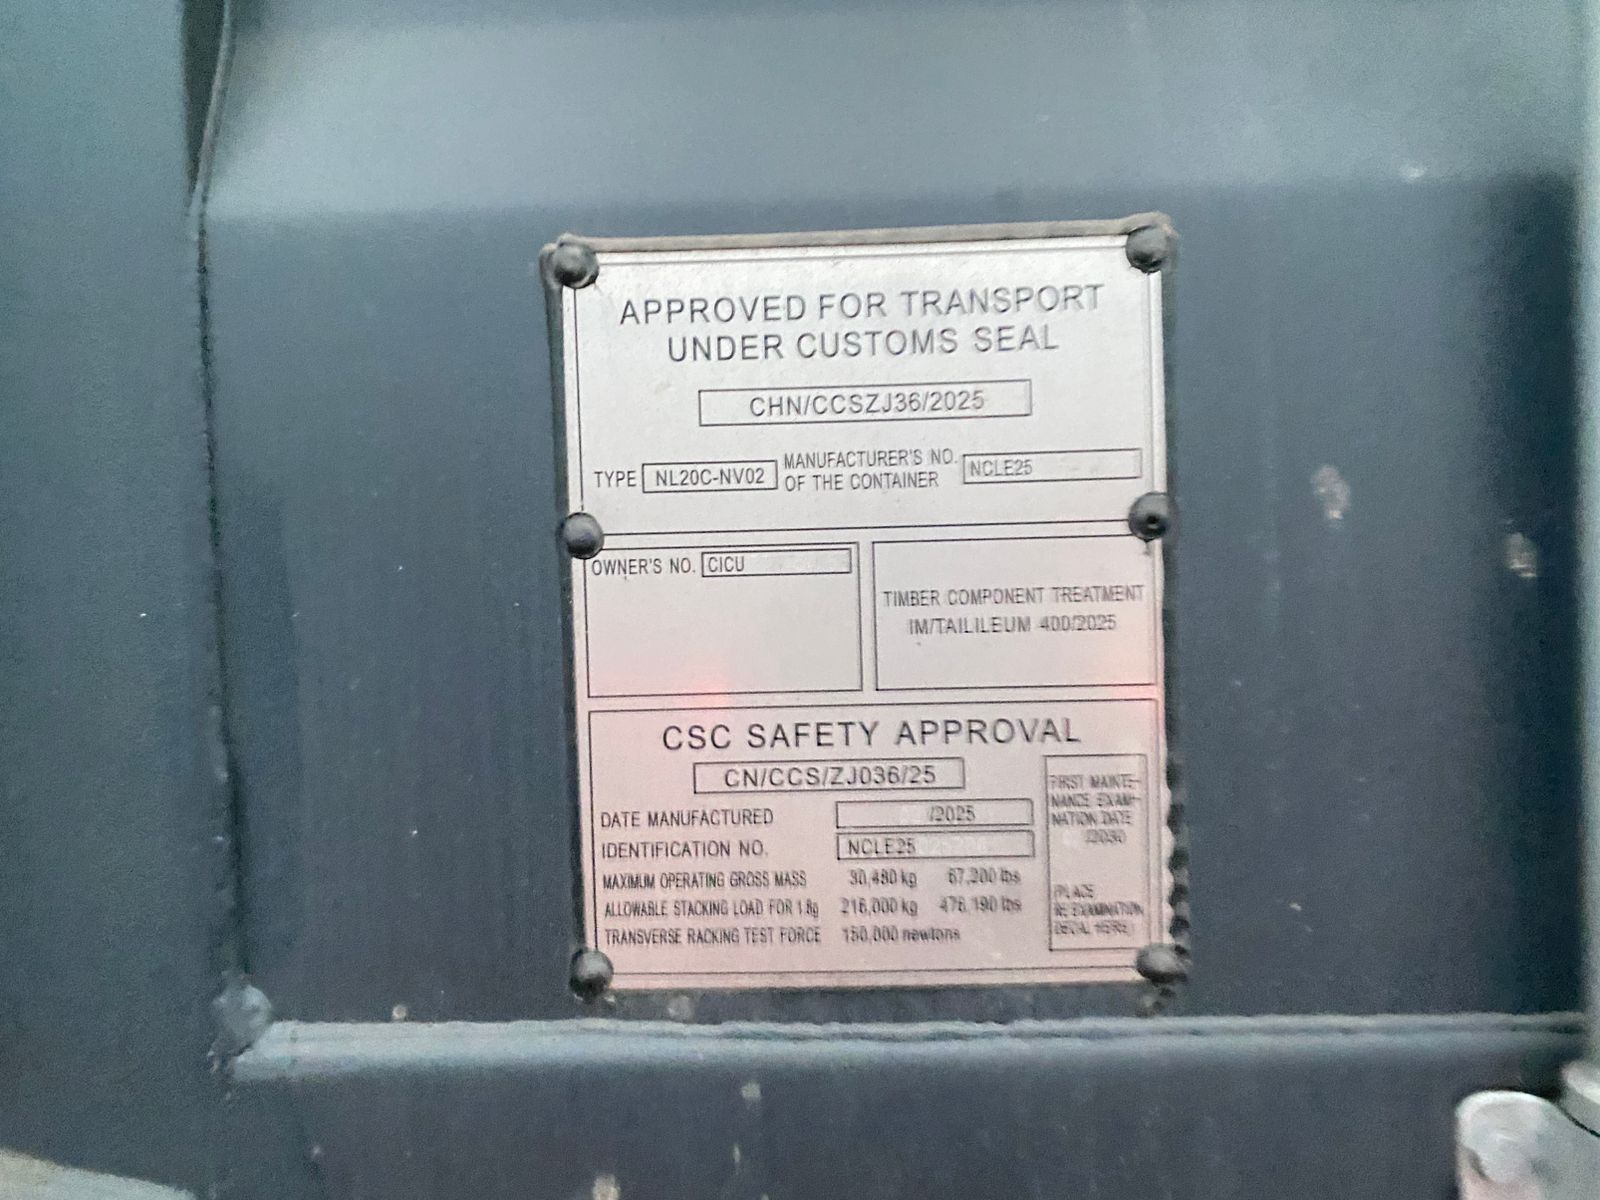 APPROVED FOR TRANSPORT
UNDER CUSTOMS SEAL
CHN/CCSZJ36/2025
TYPE NL20C-NV02 MANUFACTURER'S NO. OF THE CONTAINER NCLE25
OWNER'S NO. CICU
TIMBER COMPONENT TREATMENT
IM/TAILILEUM 400/2025
CSC SAFETY APPROVAL
CN/CCS/ZJ036/25
DATE MANUFACTURED /2025
IDENTIFICATION NO. NCLE25
MAXIMUM OPERATING GROSS MASS 30,480 kg 67,200 lbs
ALLOWABLE STACKING LOAD FOR 1.8g 216,000 kg 476,190 lbs
TRANSVERSE RACKING TEST FORCE 150,000 newtons
FIRST MAINTE-
NANCE EXAMI-
NATION DATE
/2030
(PLACE
RE-EXAMINATION
DECAL HERE)